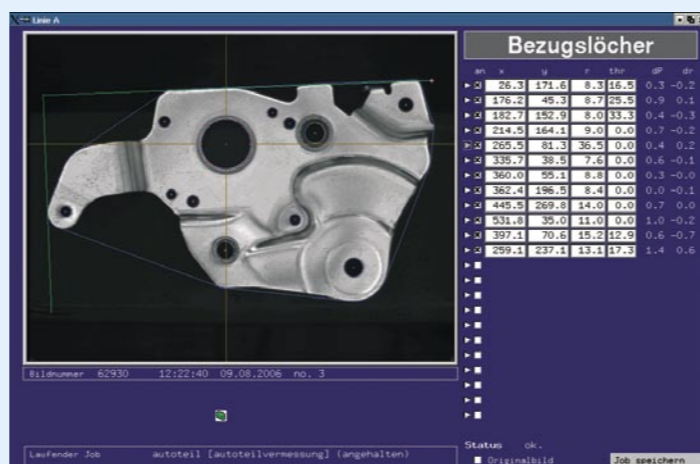 Linie A
Bezugslöcher
an x y r thr dP dr
26.3 171.6 8.3 16.5 0.3 -0.2
176.2 45.3 8.7 25.5 0.9 0.1
182.7 152.9 8.0 33.3 0.4 -0.3
214.5 164.1 9.0 0.0 0.7 -0.2
265.5 81.3 36.5 0.0 0.4 0.2
335.7 38.5 7.6 0.0 0.6 -0.1
360.0 55.1 8.8 0.0 0.3 -0.0
362.4 196.5 8.4 0.0 0.0 -0.1
445.5 269.8 14.0 0.0 0.7 0.0
531.8 35.0 11.0 0.0 1.0 -0.2
397.1 70.6 15.2 12.9 0.6 -0.7
259.1 237.1 13.1 17.3 1.4 0.6
Bildnummer 62930 12:22:40 09.08.2006 no. 3
Status ok.
Laufender Job autoteil [autoteilvermessung] (angehalten)
Originalbild Job speichern